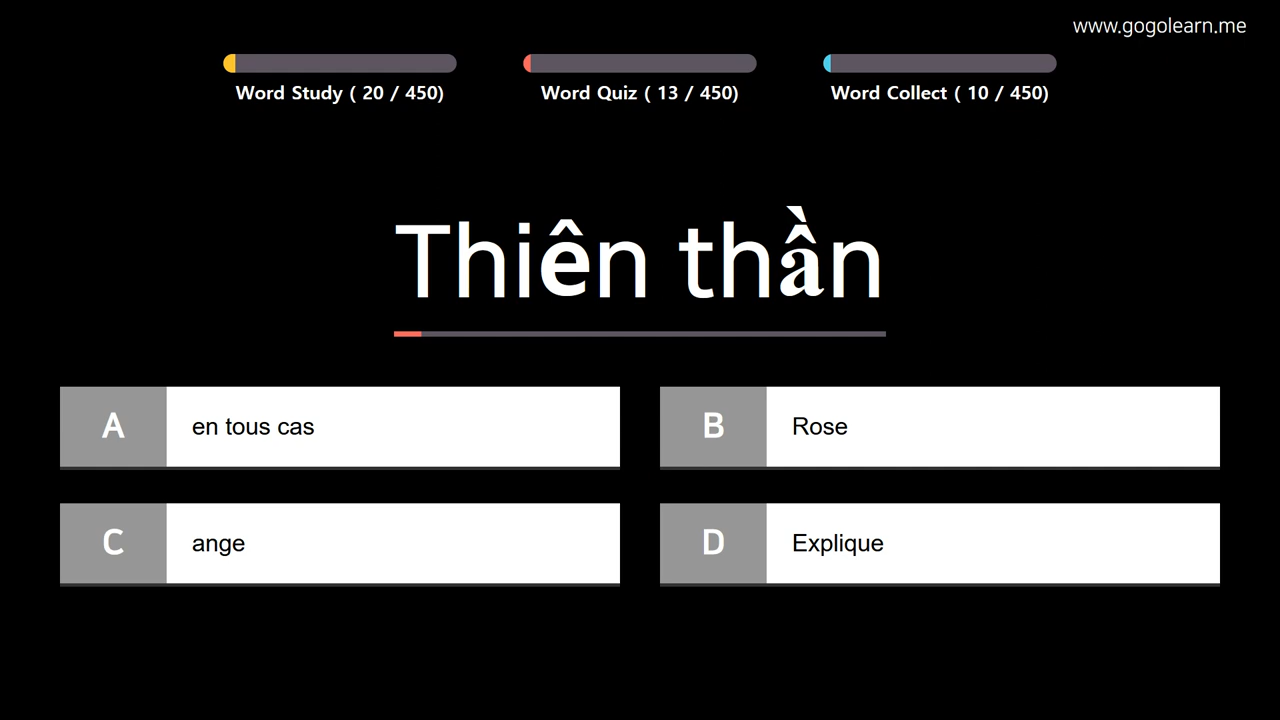 www.gogolearn.me
Word Study ( 20 / 450)
Word Quiz ( 13 / 450)
Word Collect ( 10 / 450)
Thiên thần
A en tous cas
B Rose
C ange
D Explique